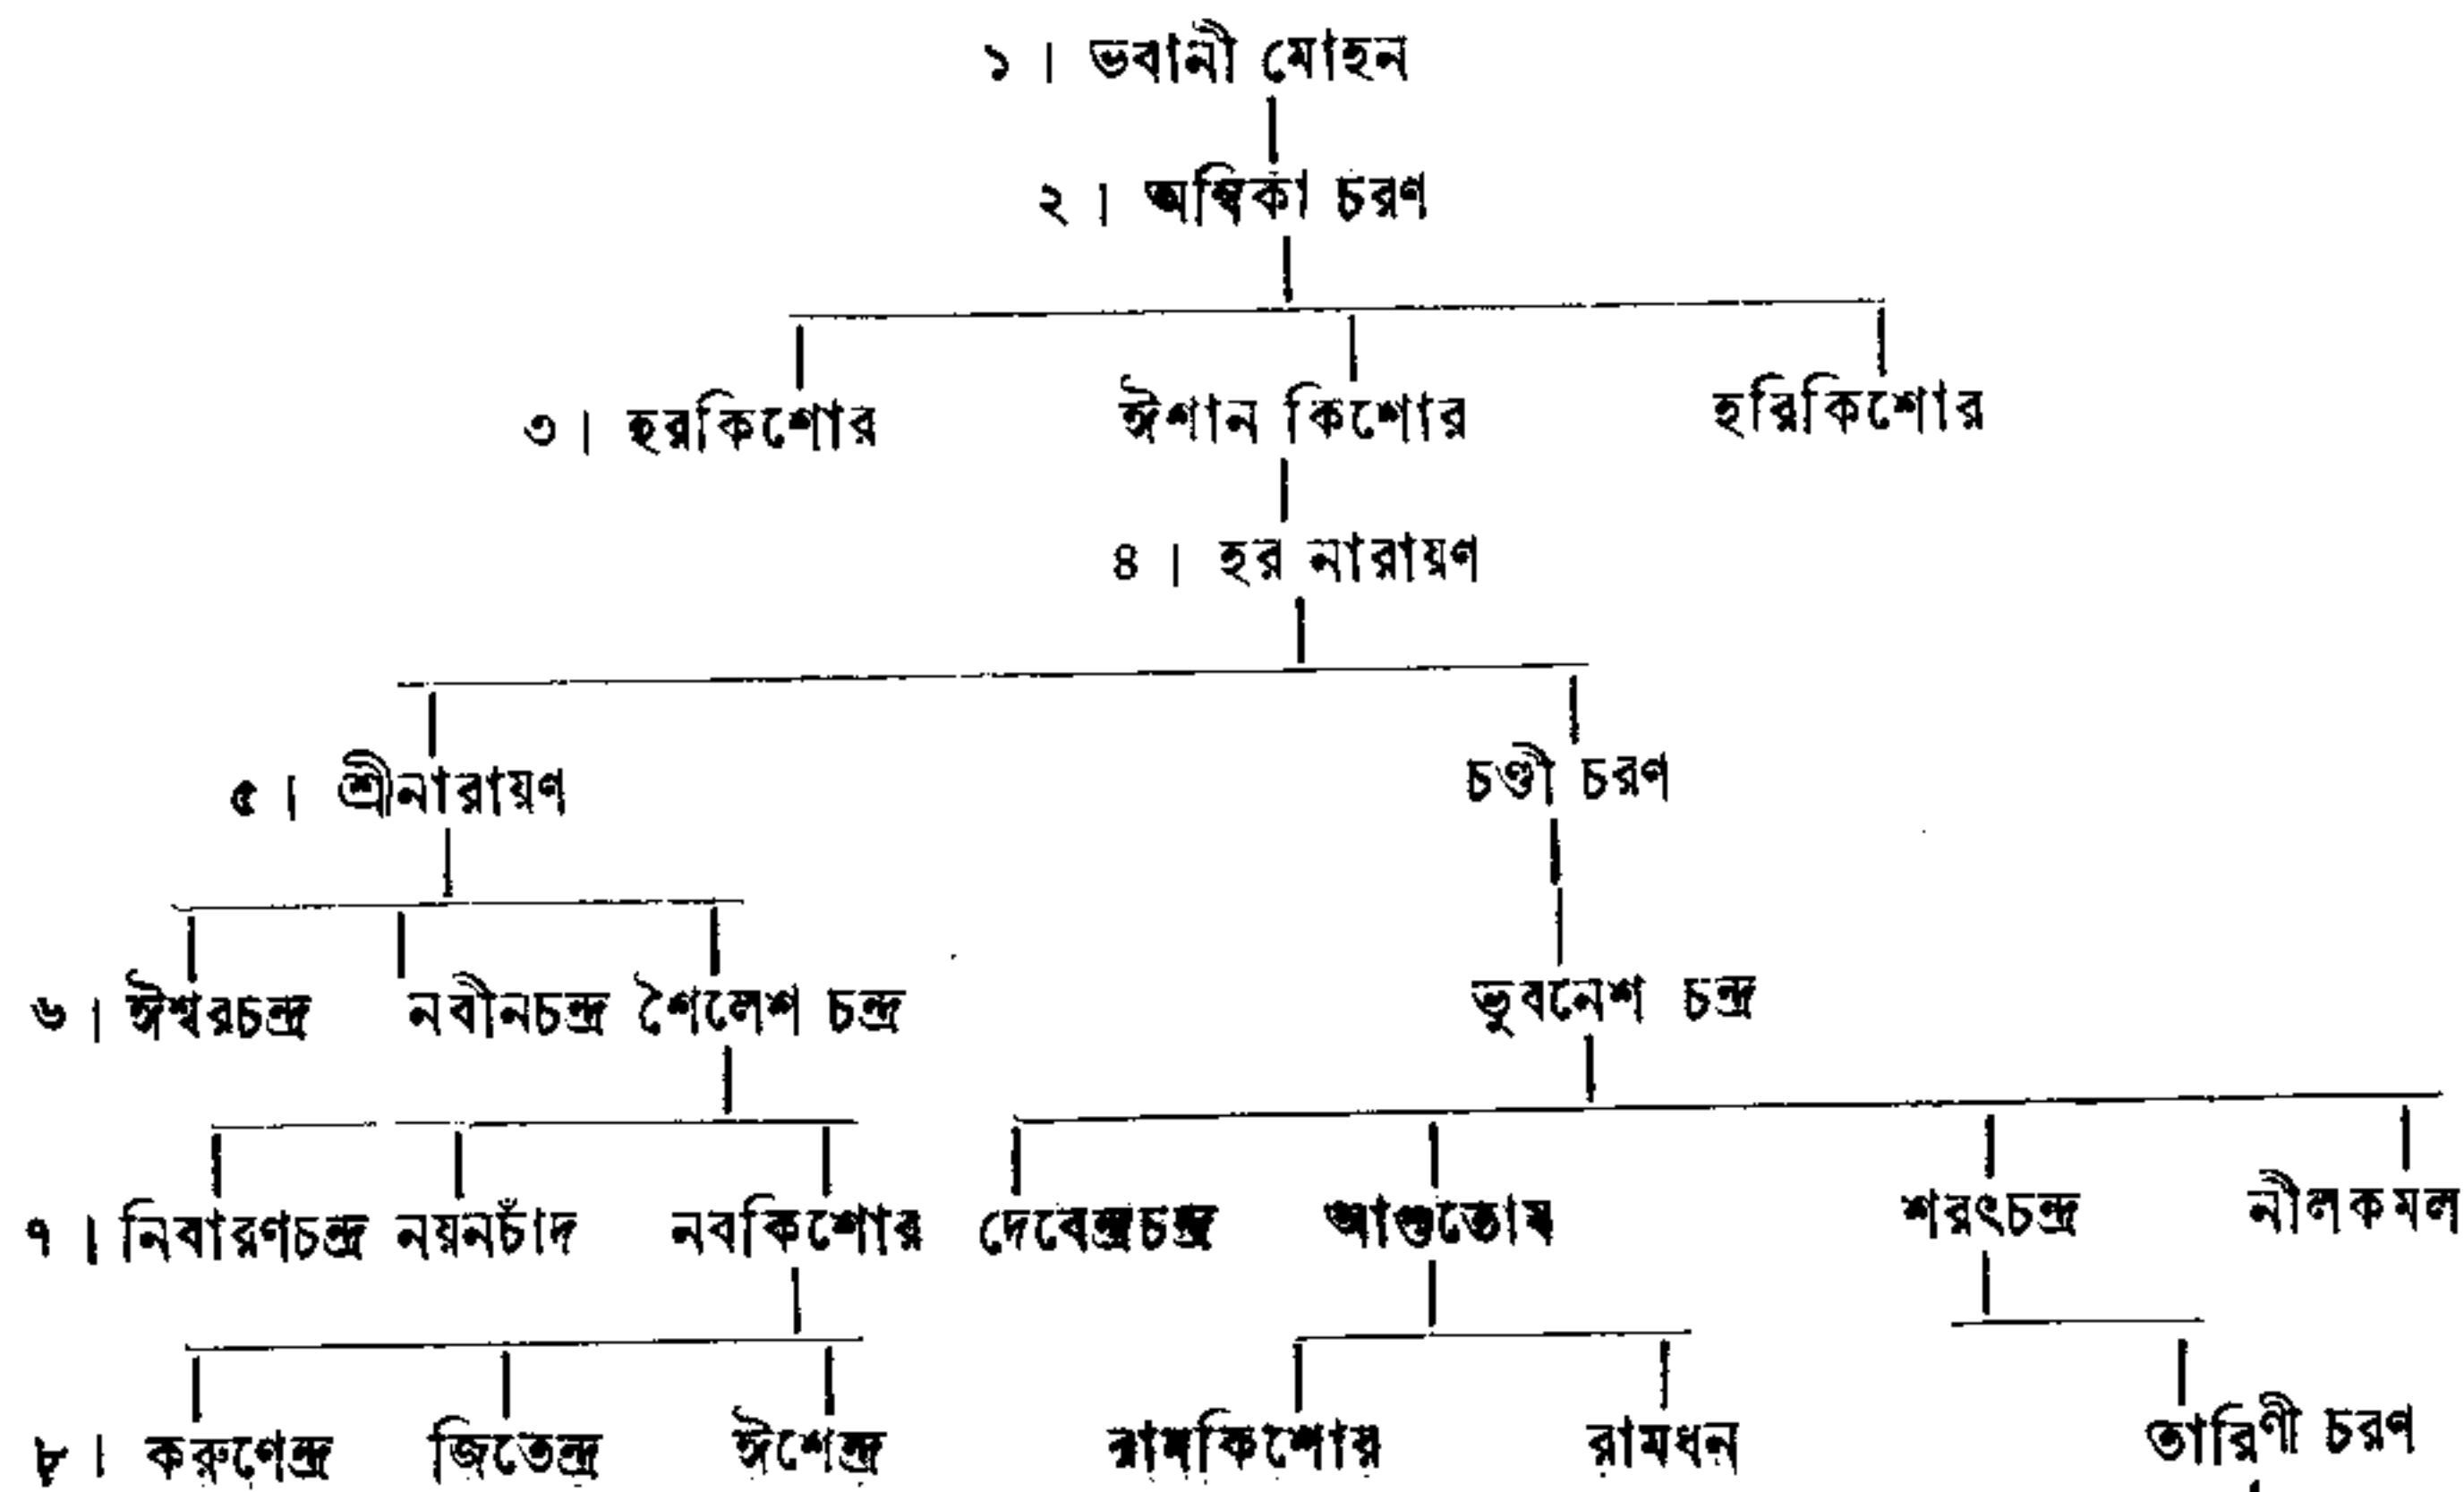 ১। ভবানী মোহন
২। অম্বিকা চরণ
৩। হরকিশোর ঈশান কিশোর হরিকিশোর
৪। হর নারায়ণ
৫। শ্রীনারায়ণ চণ্ডী চরণ
৬। ঈশ্বরচন্দ্র নবীনচন্দ্র শৈলেশ চন্দ্র ভুবনেশ চন্দ্র
৭। নিবারণচন্দ্র নয়নচাঁদ নবকিশোর দেবেন্দ্রচন্দ্র আশুতোষ শরৎচন্দ্র নীলকমল
৮। করুণেন্দ্র জিতেন্দ্র ঈশেন্দ্র রামকিশোর রামধন তারিণী চরণ